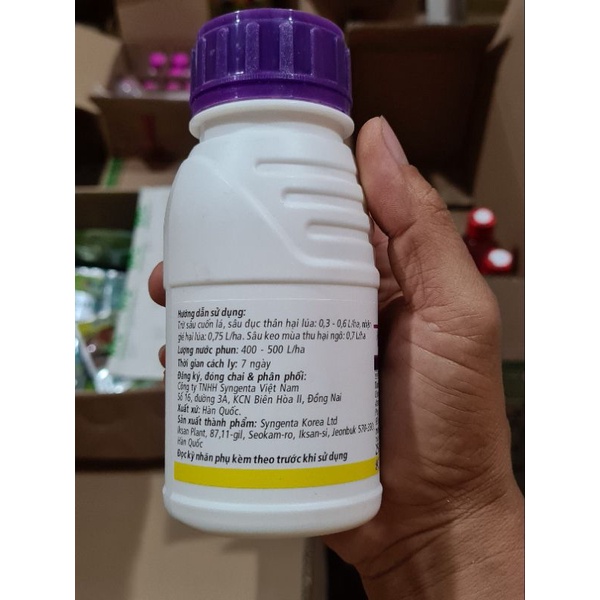 Hướng dẫn sử dụng:
Trừ sâu cuốn lá, sâu đục thân hại lúa: 0,3 - 0,6 L/ha, nhện
gié hại lúa: 0,75 L/ha. Sâu keo mùa thu hại ngô: 0,7 L/ha
Lượng nước phun: 400 - 500 L/ha
Thời gian cách ly: 7 ngày
Đăng ký, đóng chai & phân phối:
Công ty TNHH Syngenta Việt Nam
Số 16, đường 3A, KCN Biên Hòa II, Đồng Nai
Xuất xứ: Hàn Quốc.
Sản xuất thành phẩm: Syngenta Korea Ltd
Iksan Plant, 87,11-gil, Seokam-ro, Iksan-si, Jeonbuk 570-330,
Hàn Quốc
Đọc kỹ nhãn phụ kèm theo trước khi sử dụng